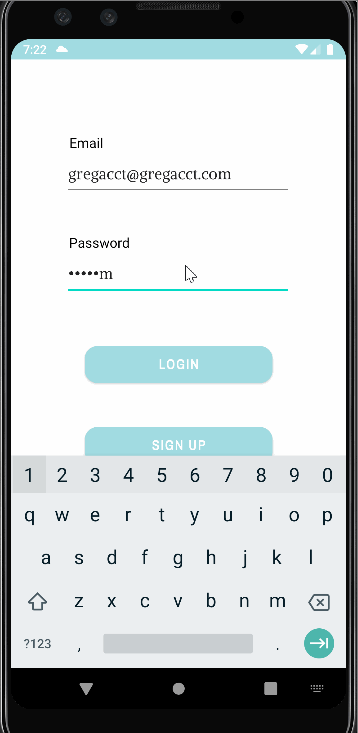 7:22
Email
gregacct@gregacct.com
Password
•••••m
LOGIN
SIGN UP
1 2 3 4 5 6 7 8 9 0
q w e r t y u i o p
a s d f g h j k l
z x c v b n m
?123 , .